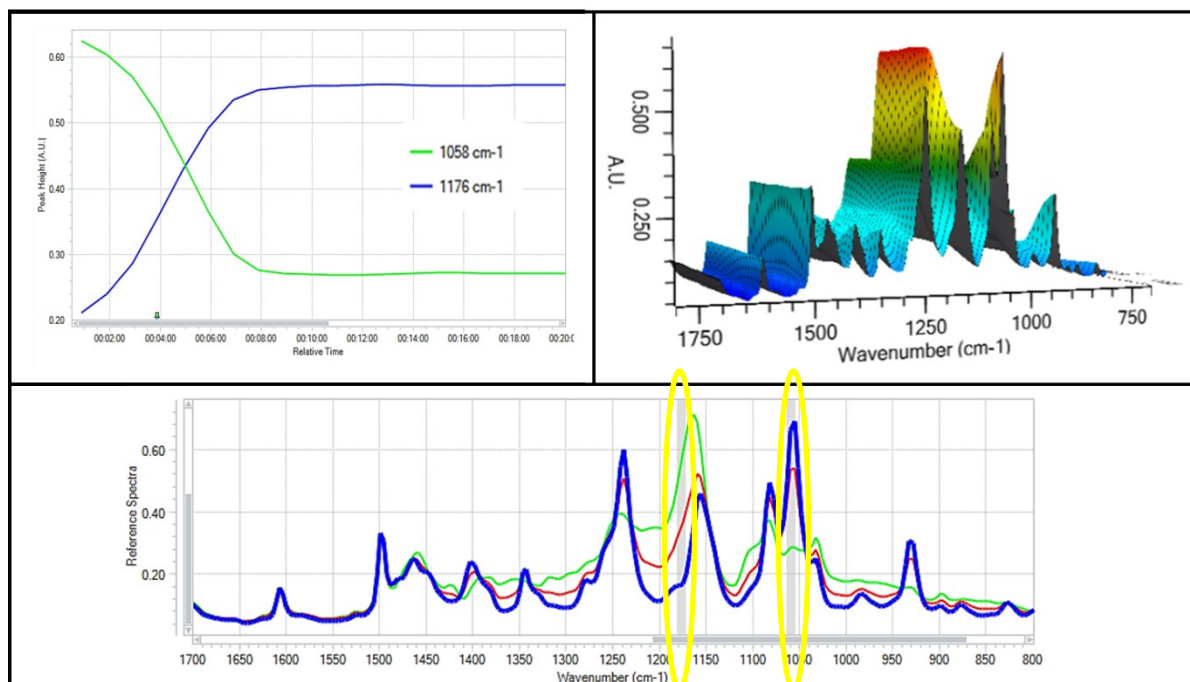 0.60
0.50
0.40
0.30
0.20
Peak Height (A.U.)
1058 cm-1
1176 cm-1
00:02:00 00:04:00 00:06:00 00:08:00 00:10:00 00:12:00 00:14:00 00:16:00 00:18:00 00:20:0
Relative Time
0.500
0.250
A.U.
1750 1500 1250 1000 750
Wavenumber (cm-1)
0.60
0.40
0.20
Reference Spectra
1700 1650 1600 1550 1500 1450 1400 1350 1300 1250 1200 1150 1100 1050 1000 950 900 850 800
Wavenumber (cm-1)